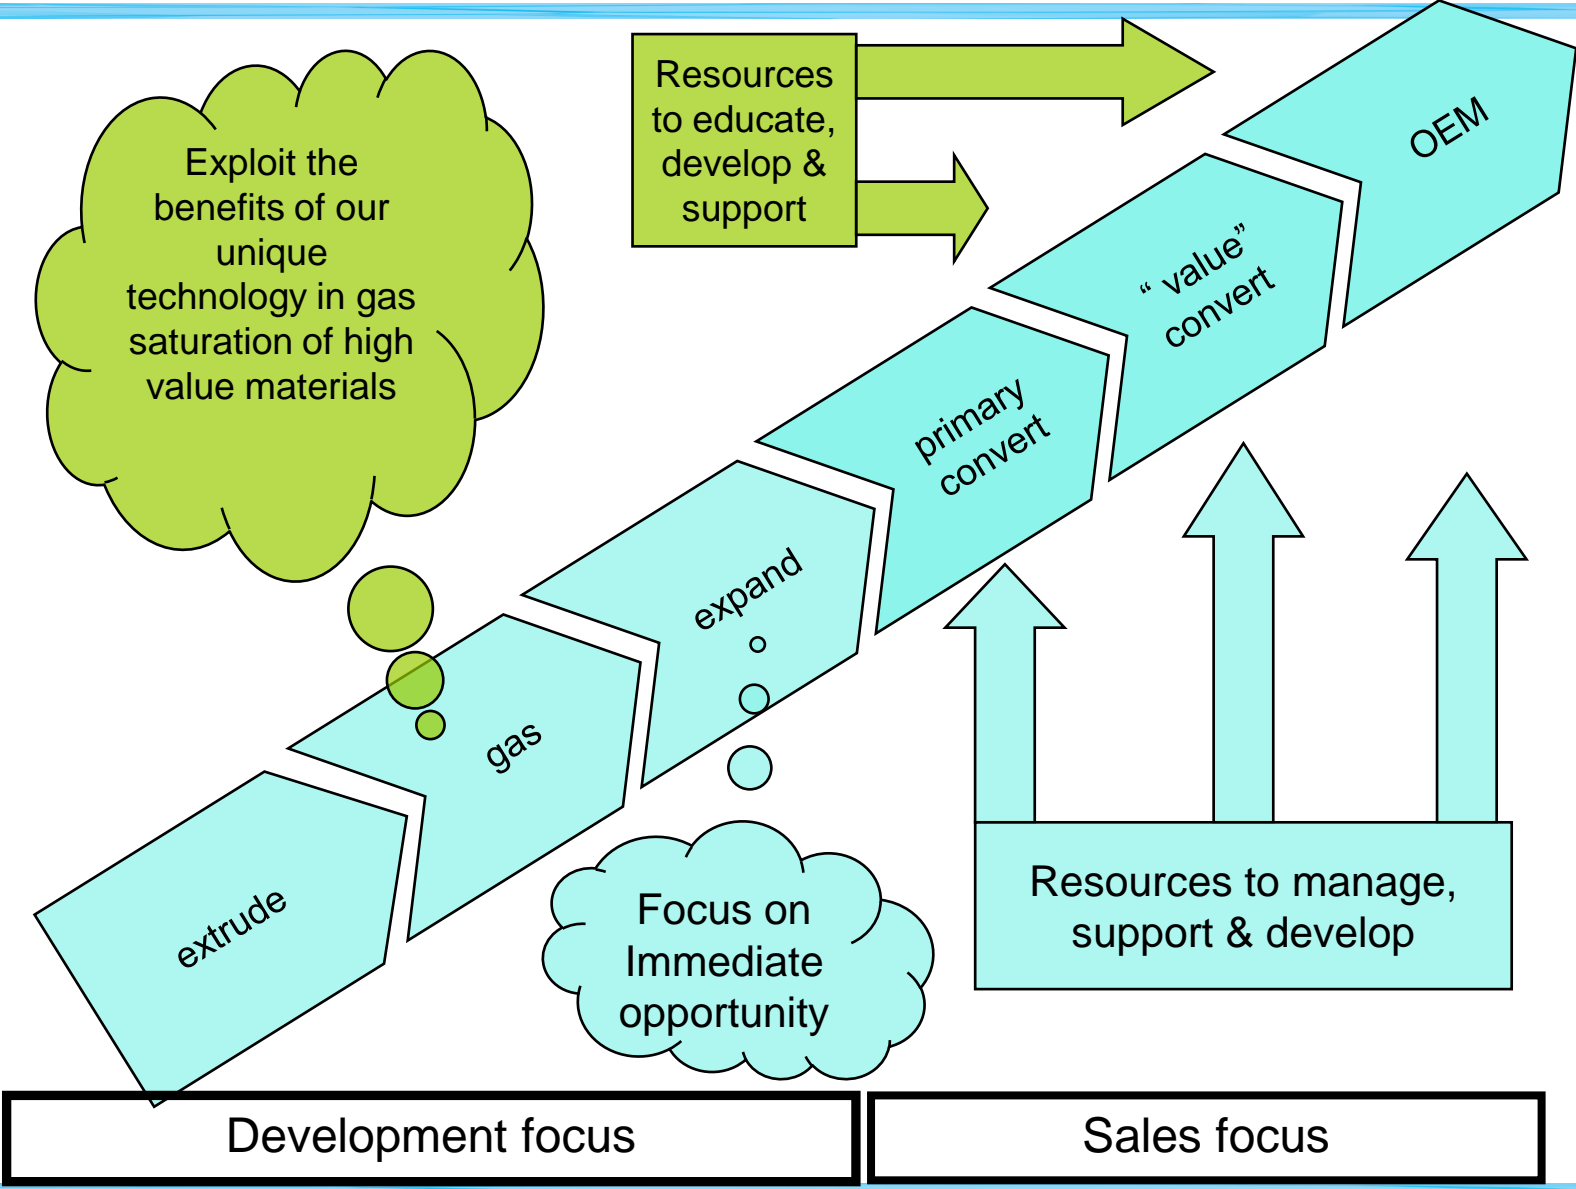 Exploit the
benefits of our
unique
technology in gas
saturation of high
value materials
Resources
to educate,
develop &
support
OEM
“ value”
convert
primary
convert
expand
gas
extrude
Focus on
Immediate
opportunity
Resources to manage,
support & develop
Development focus
Sales focus